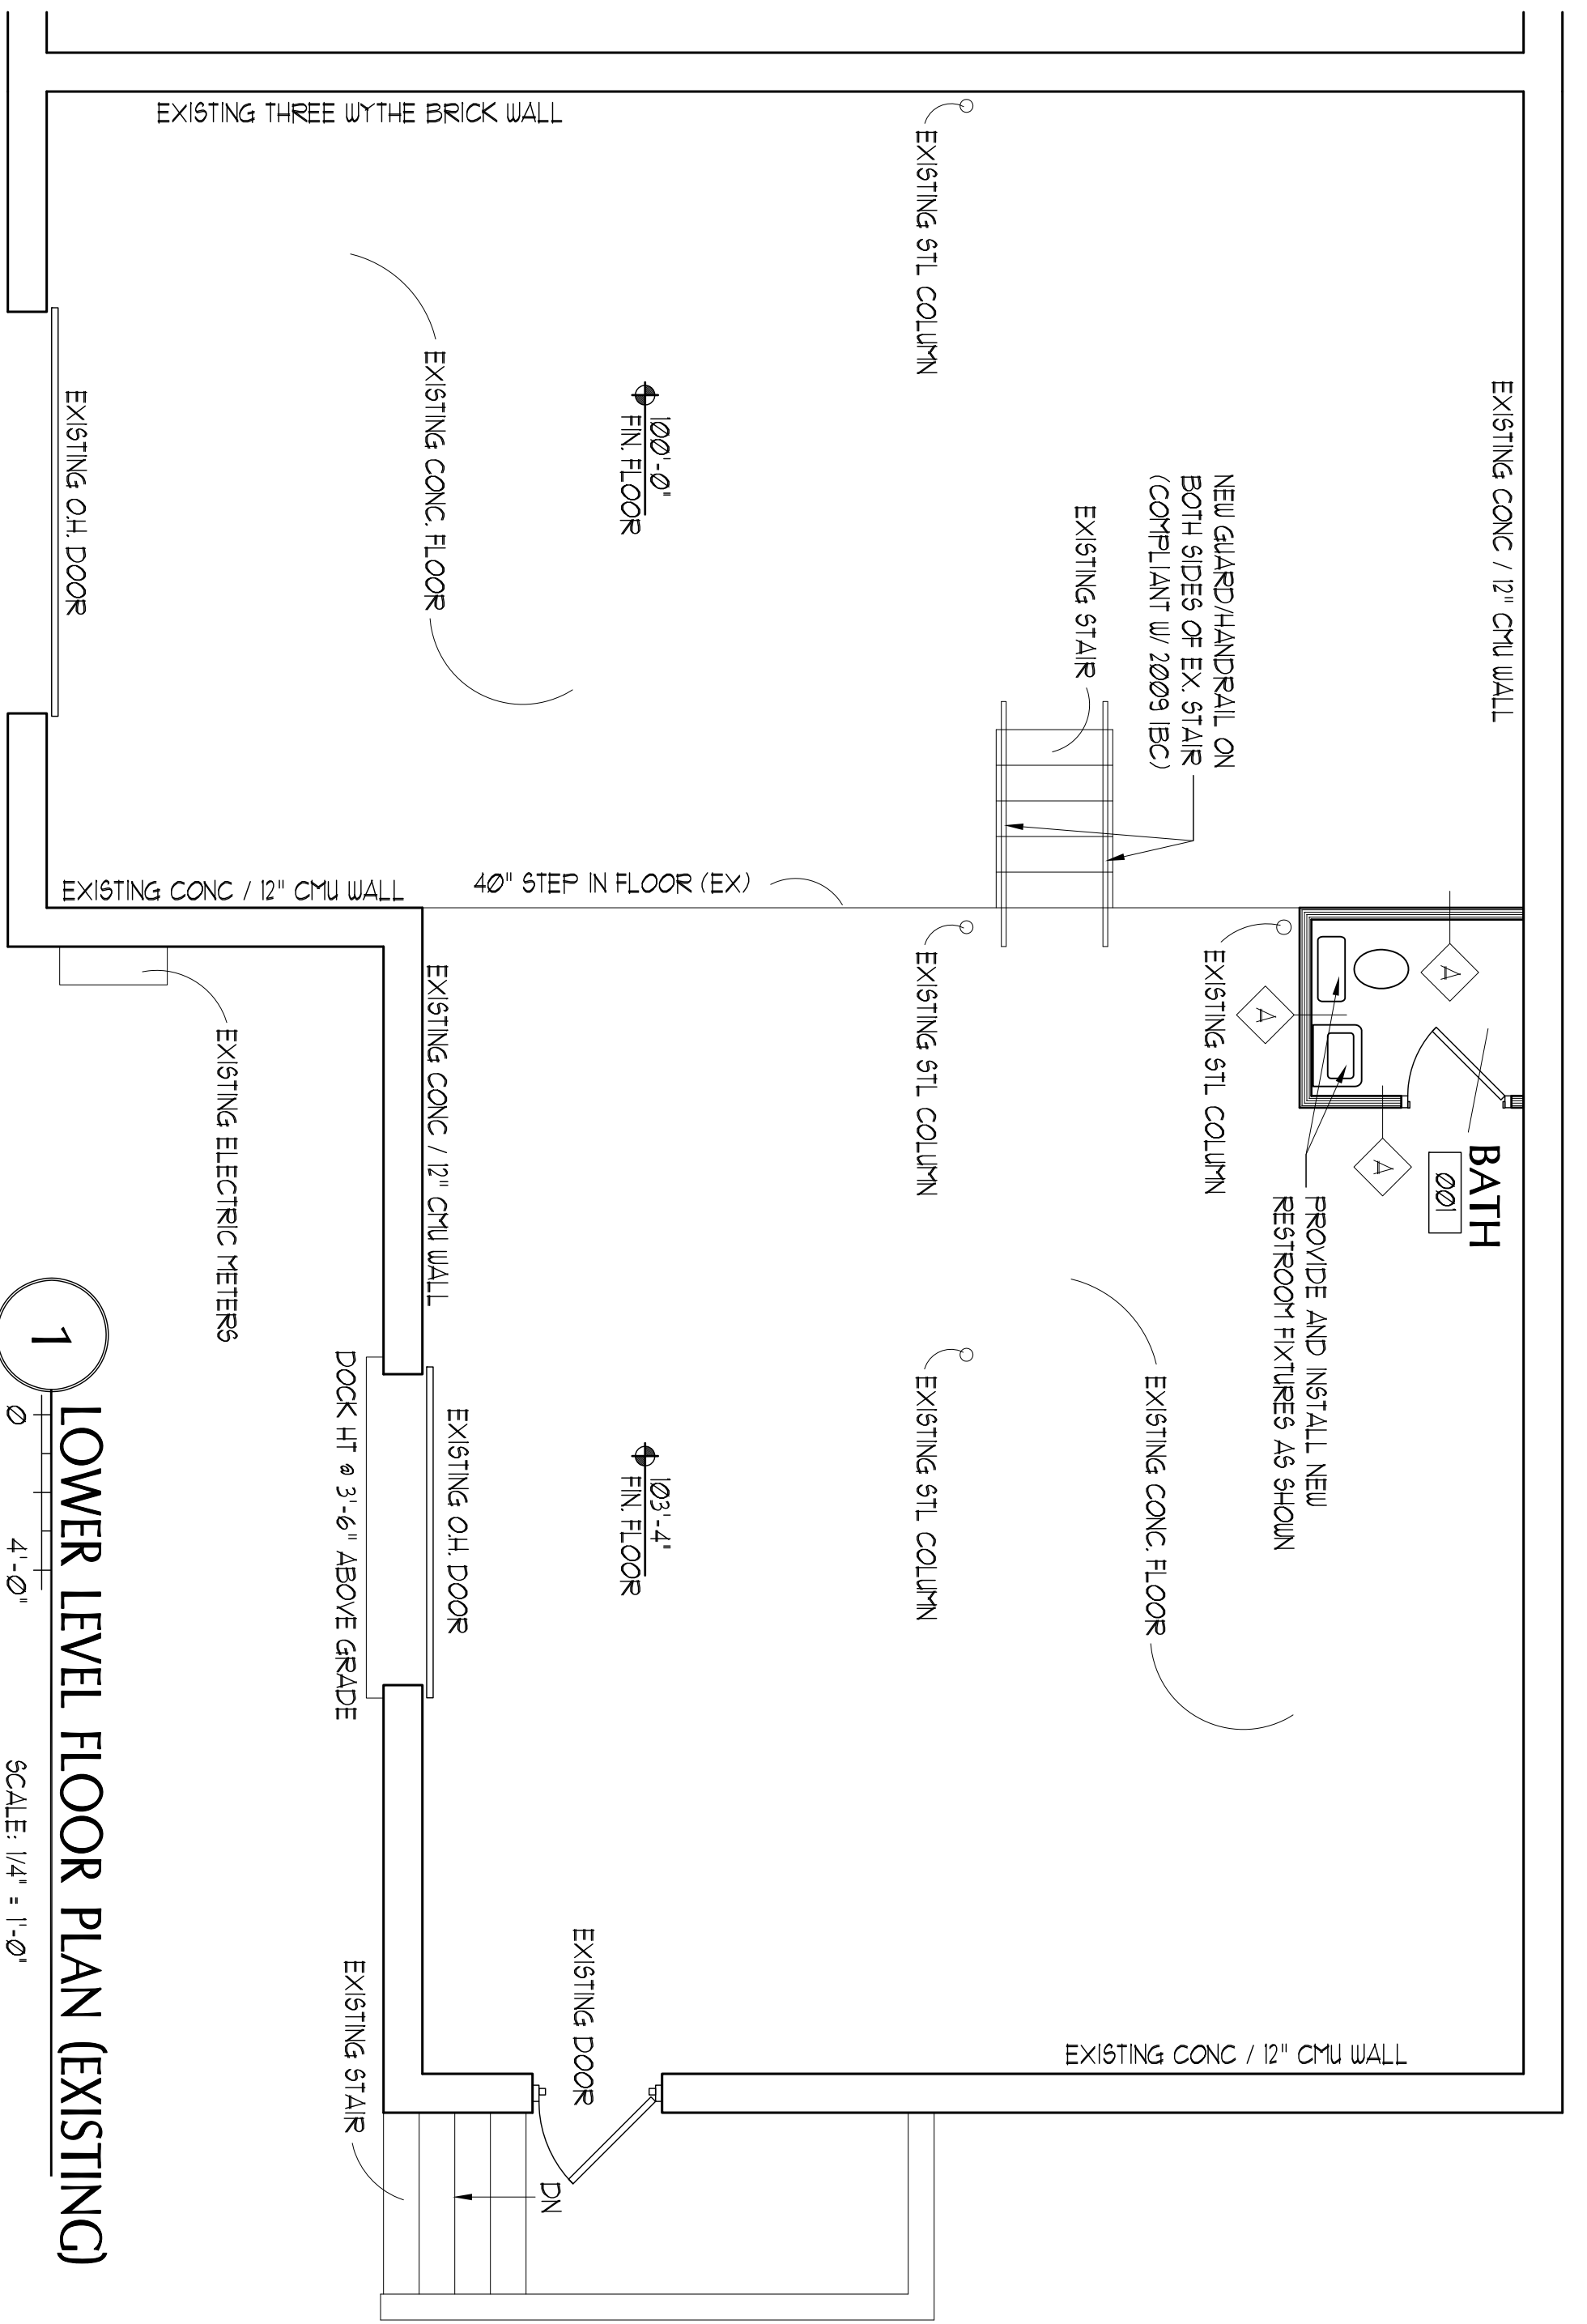 EXISTING CONC / 12" CMU WALL
NEW GUARD/HANDRAIL ON
BOTH SIDES OF EX. STAIR
(COMPLIANT W/ 2009 IBC)
EXISTING STAIR
EXISTING STL COLUMN
100'-0"
FIN. FLOOR
EXISTING CONC. FLOOR
EXISTING THREE WYTHE BRICK WALL
EXISTING O.H. DOOR
40" STEP IN FLOOR (EX)
EXISTING CONC / 12" CMU WALL
A
A
A
BATH
001
PROVIDE AND INSTALL NEW
RESTROOM FIXTURES AS SHOWN
EXISTING STL COLUMN
EXISTING STL COLUMN
EXISTING CONC. FLOOR
EXISTING STL COLUMN
103'-4"
FIN. FLOOR
EXISTING CONC / 12" CMU WALL
EXISTING O.H. DOOR
DOCK HT @ 3'-6" ABOVE GRADE
EXISTING ELECTRIC METERS
EXISTING CONC / 12" CMU WALL
EXISTING DOOR
DN
EXISTING STAIR
1
LOWER LEVEL FLOOR PLAN (EXISTING)
0 4'-0"
SCALE: 1/4" = 1'-0"